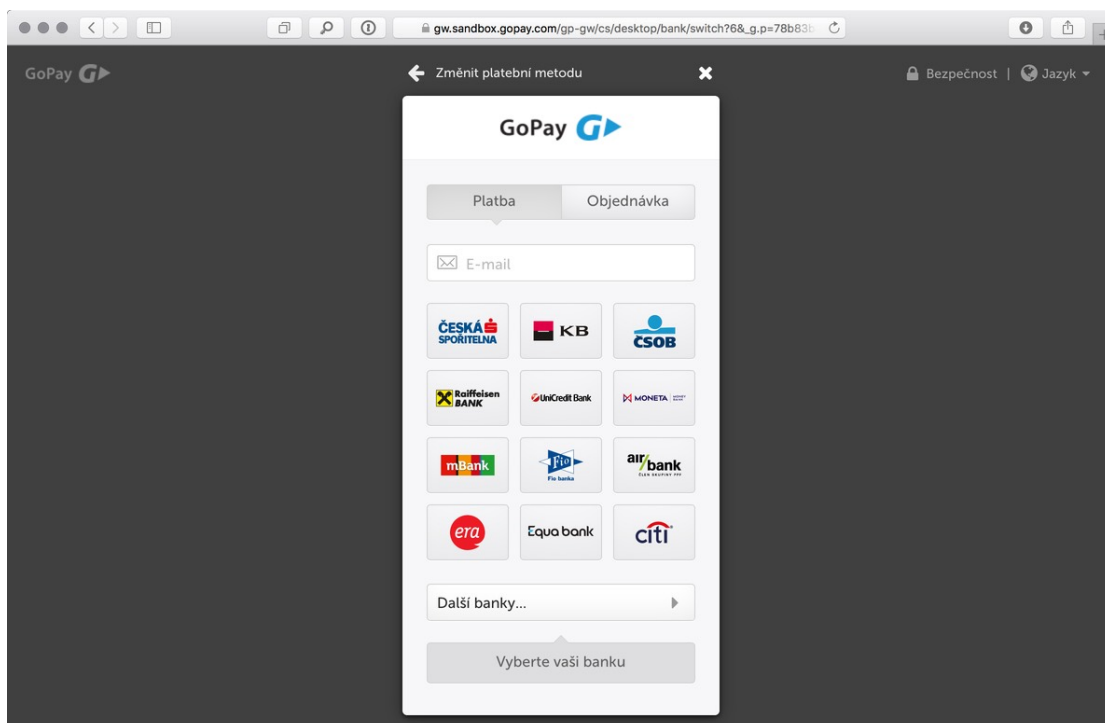 gw.sandbox.gopay.com/gp-gw/cs/desktop/bank/switch?6&_g.p=78b83b
GoPay
Změnit platební metodu
Bezpečnost | Jazyk
GoPay
Platba
Objednávka
E-mail
ČESKÁ
SPOŘITELNA
KB
ČSOB
Raiffeisen
BANK
UniCredit Bank
MONETA
mBank
Fio
Fio banka
air bank
era
Equa bank
citi
Další banky...
Vyberte vaši banku